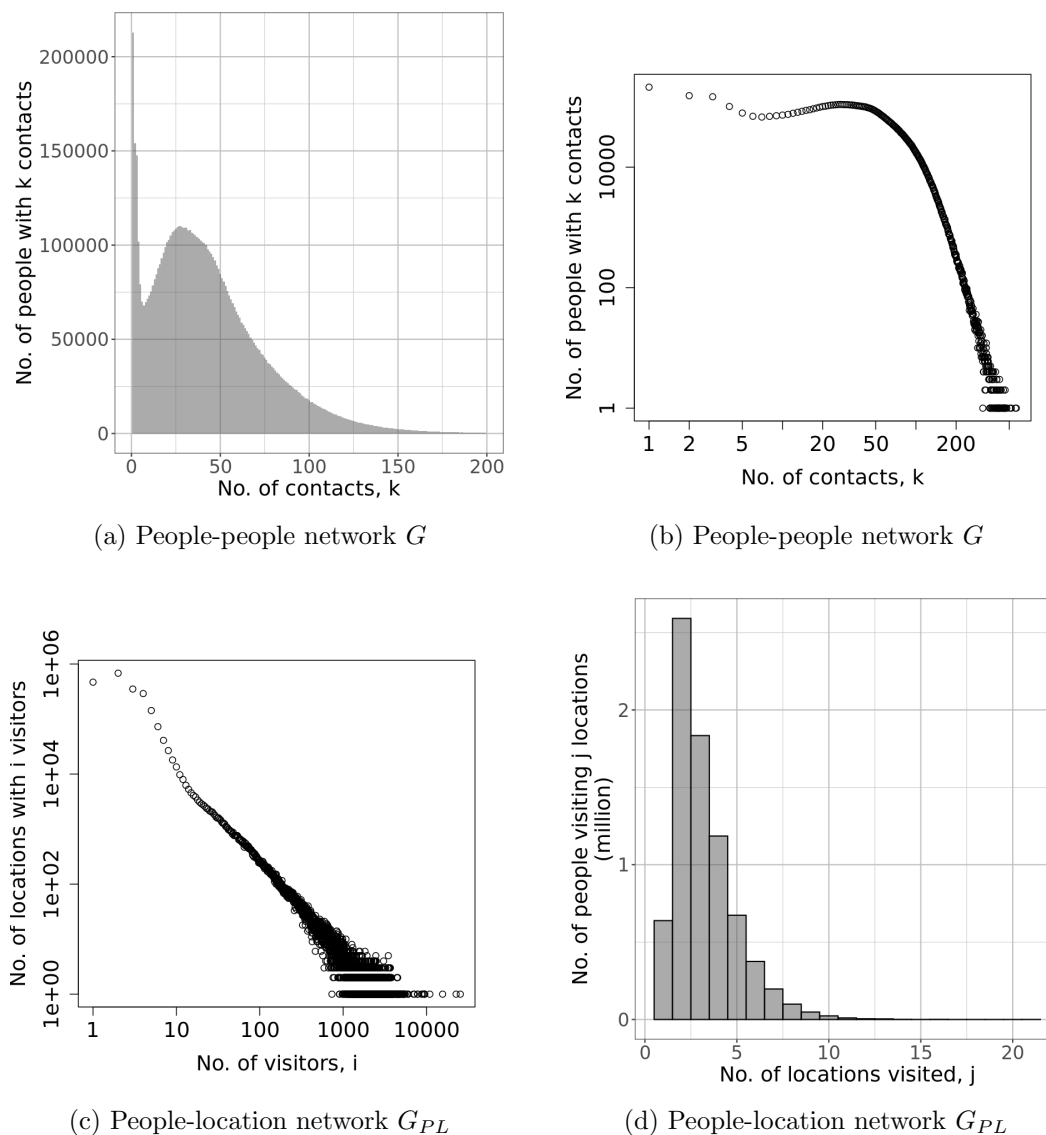 No. of people with k contacts
200000
150000
100000
50000
0
0 50 100 150 200
No. of contacts, k
(a) People-people network G
No. of people with k contacts
10000
100
1
1 2 5 20 50 200
No. of contacts, k
(b) People-people network G
No. of locations with i visitors
1e+06
1e+04
1e+02
1e+00
1 10 100 1000 10000
No. of visitors, i
(c) People-location network G_{PL}
No. of people visiting j locations
(million)
2
1
0
0 5 10 15 20
No. of locations visited, j
(d) People-location network G_{PL}